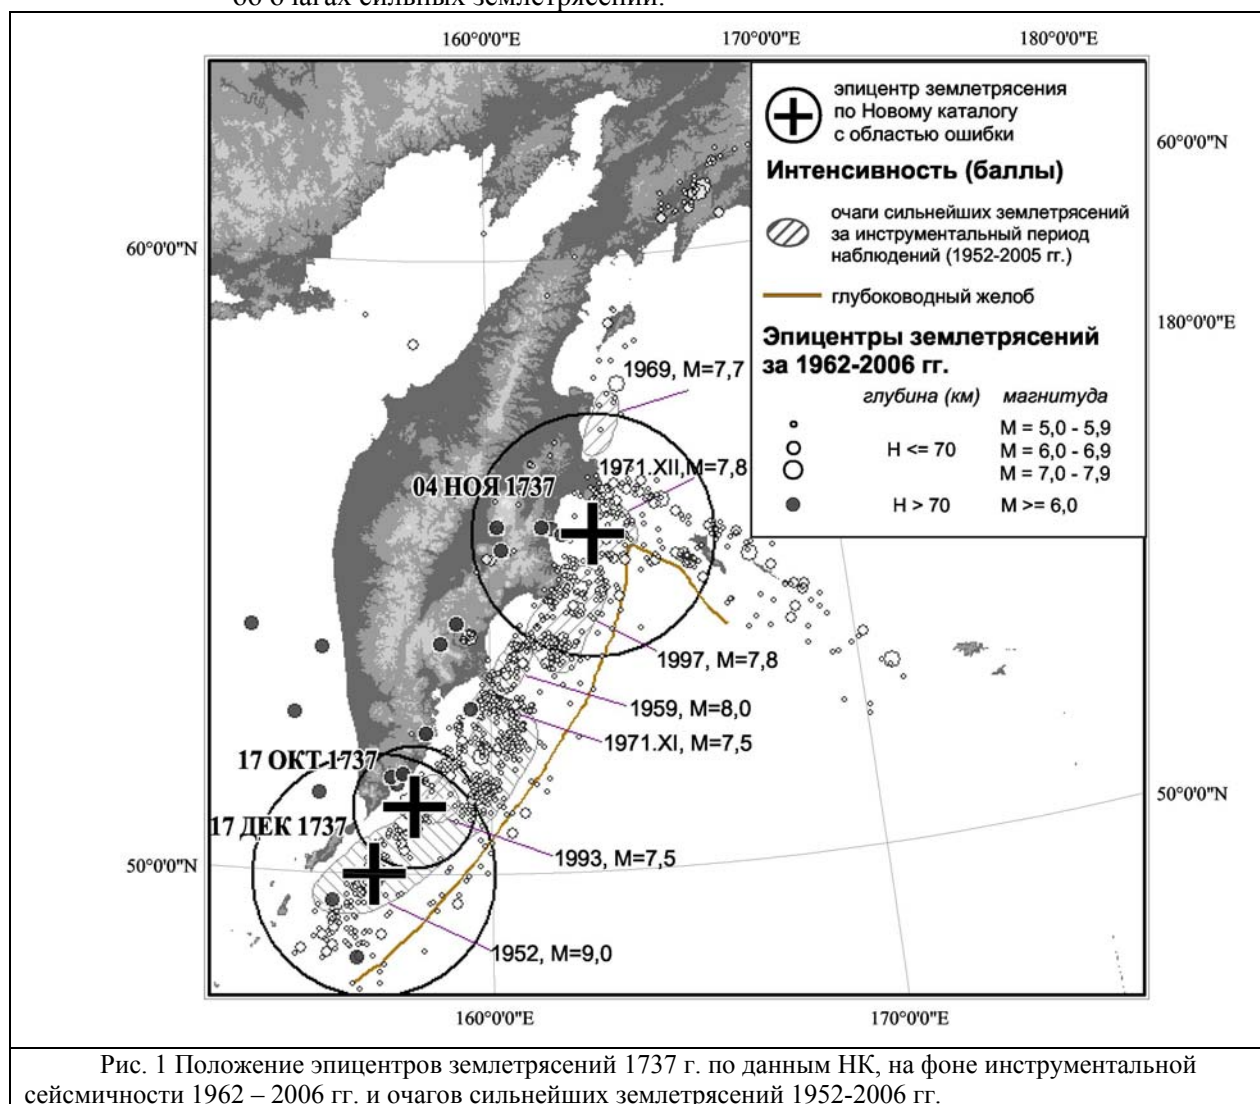 об очагах сильных землетрясений.
160°0'0"E 170°0'0"E 180°0'0"E
эпицентр землетрясения
по Новому каталогу
с областью ошибки
60°0'0"N
Интенсивность (баллы)
очаги сильнейших землетрясений
за инструментальный период
наблюдений (1952-2005 гг.)
60°0'0"N
глубоководный желоб
180°0'0"E
Эпицентры землетрясений
за 1962-2006 гг.
глубина (км) магнитуда
M = 5,0 - 5,9
H <= 70 M = 6,0 - 6,9
M = 7,0 - 7,9
H > 70 M >= 6,0
1969, M=7,7
1971.XII,M=7,8
04 НОЯ 1737
1997, M=7,8
1959, M=8,0
1971.XI, M=7,5
17 ОКТ 1737
50°0'0"N
17 ДЕК 1737
1993, M=7,5
50°0'0"N
1952, M=9,0
160°0'0"E 170°0'0"E
Рис. 1 Положение эпицентров землетрясений 1737 г. по данным НК, на фоне инструментальной
сейсмичности 1962 – 2006 гг. и очагов сильнейших землетрясений 1952-2006 гг.